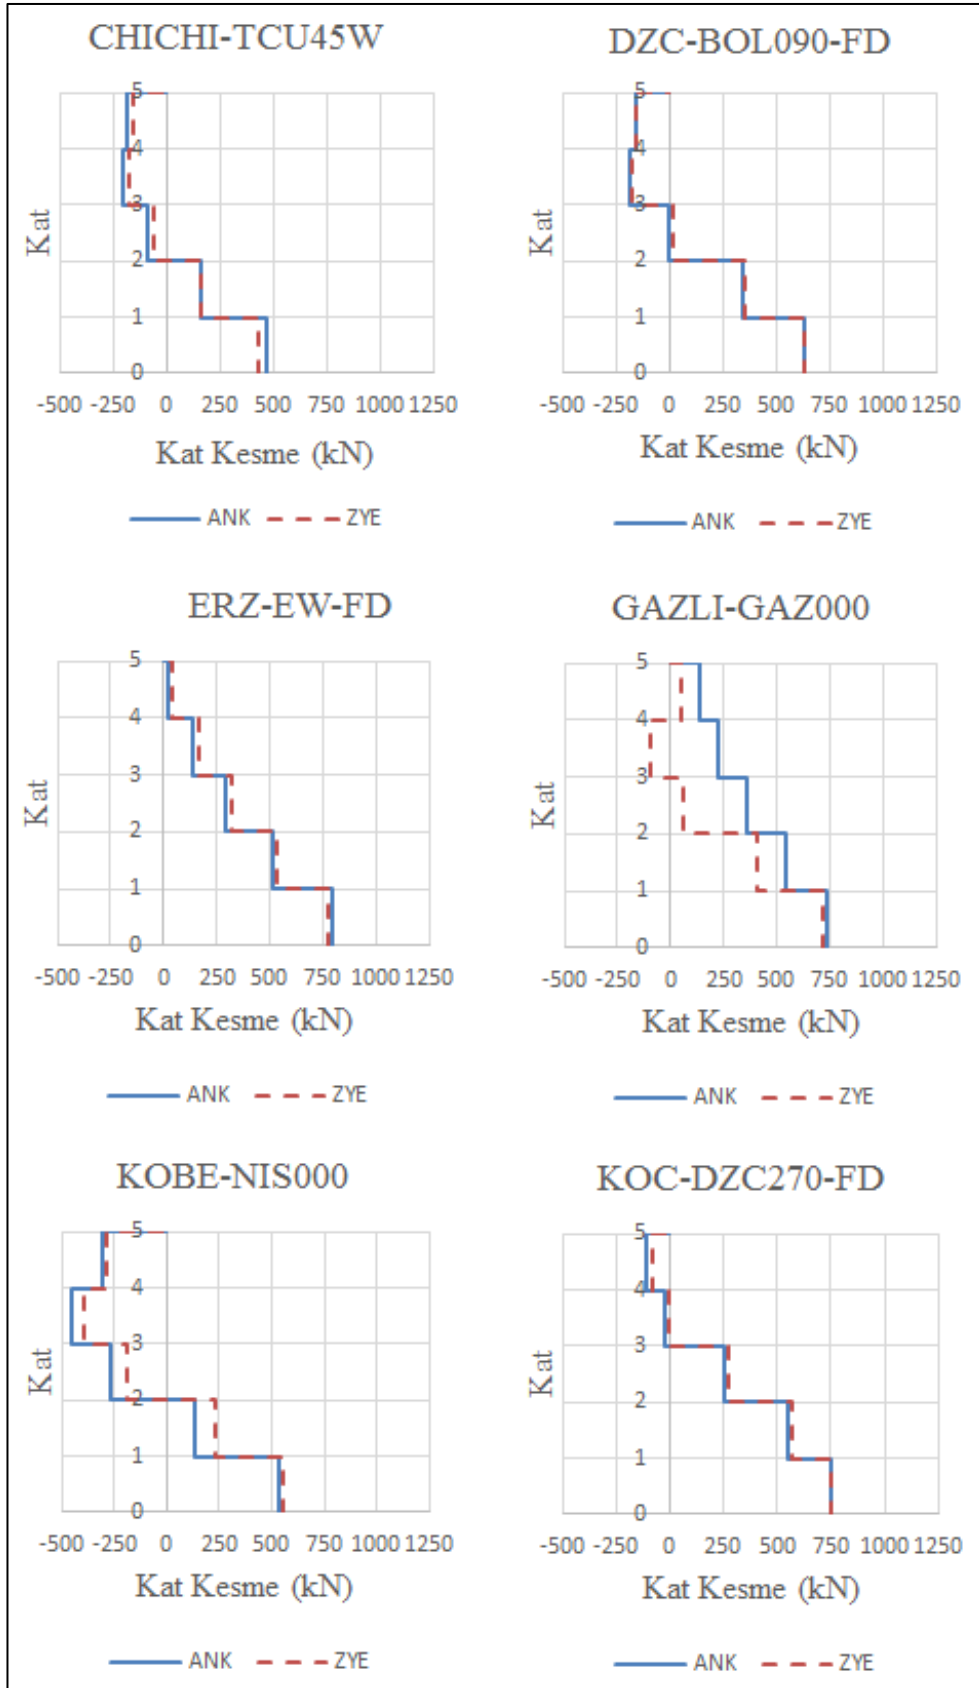 CHICHI-TCU45W
5
4
3
2
1
0
Kat
-500 -250 0 250 500 750 1000 1250
Kat Kesme (kN)
ANK ZYE
DZC-BOL090-FD
5
4
3
2
1
0
Kat
-500 -250 0 250 500 750 1000 1250
Kat Kesme (kN)
ANK ZYE
ERZ-EW-FD
5
4
3
2
1
0
Kat
-500 -250 0 250 500 750 1000 1250
Kat Kesme (kN)
ANK ZYE
GAZLI-GAZ000
5
4
3
2
1
0
Kat
-500 -250 0 250 500 750 1000 1250
Kat Kesme (kN)
ANK ZYE
KOBE-NIS000
5
4
3
2
1
0
Kat
-500 -250 0 250 500 750 1000 1250
Kat Kesme (kN)
ANK ZYE
KOC-DZC270-FD
5
4
3
2
1
0
Kat
-500 -250 0 250 500 750 1000 1250
Kat Kesme (kN)
ANK ZYE